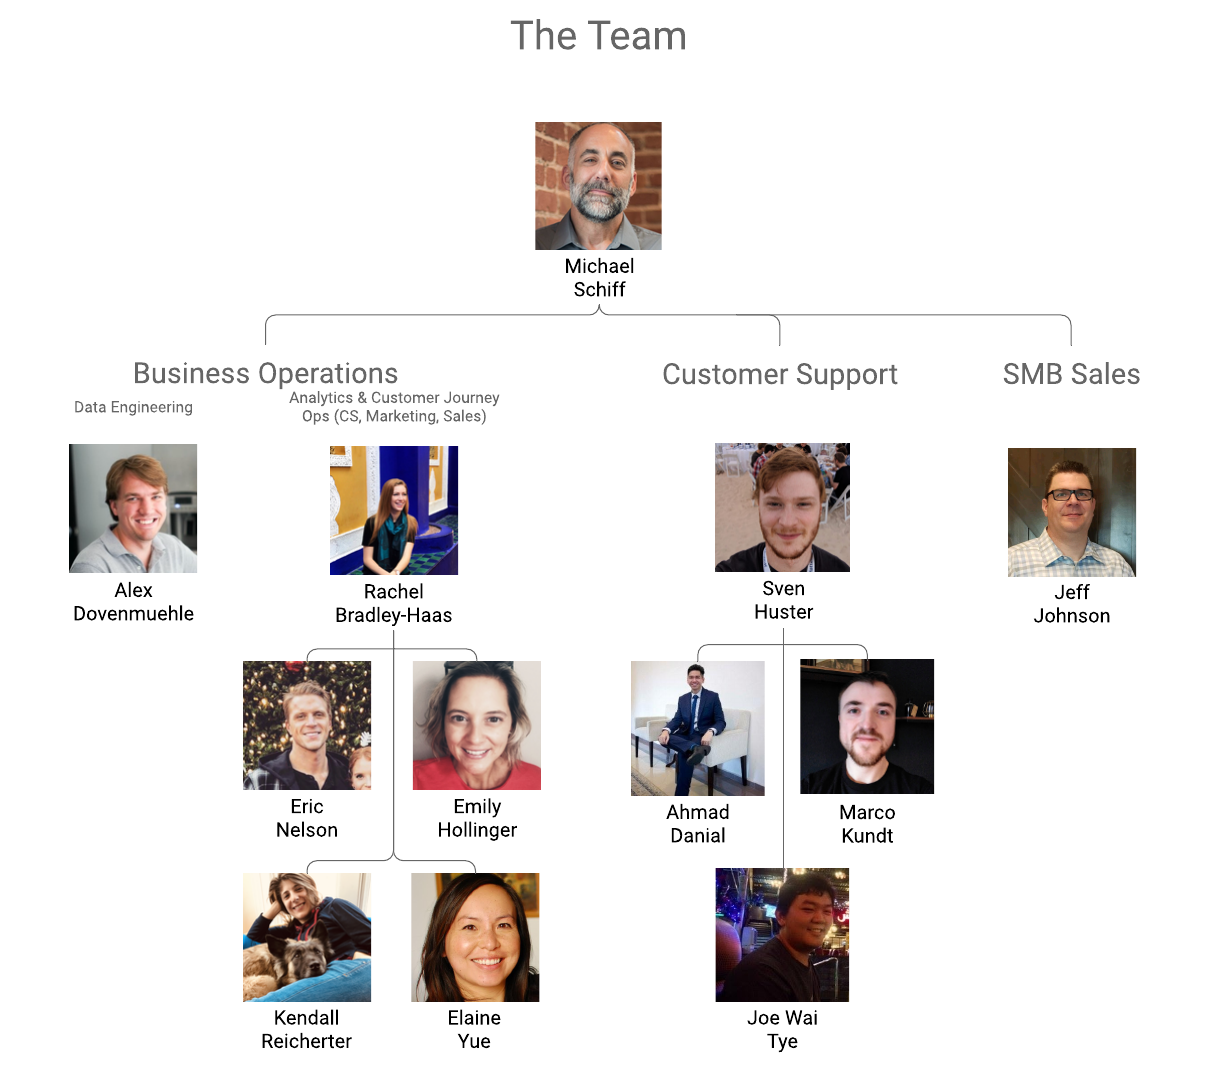 The Team
Michael
Schiff
Business Operations
Customer Support
SMB Sales
Data Engineering
Analytics & Customer Journey
Ops (CS, Marketing, Sales)
Alex
Dovenmuehle
Rachel
Bradley-Haas
Sven
Huster
Jeff
Johnson
Eric
Nelson
Emily
Hollinger
Ahmad
Danial
Marco
Kundt
Kendall
Reicherter
Elaine
Yue
Joe Wai
Tye